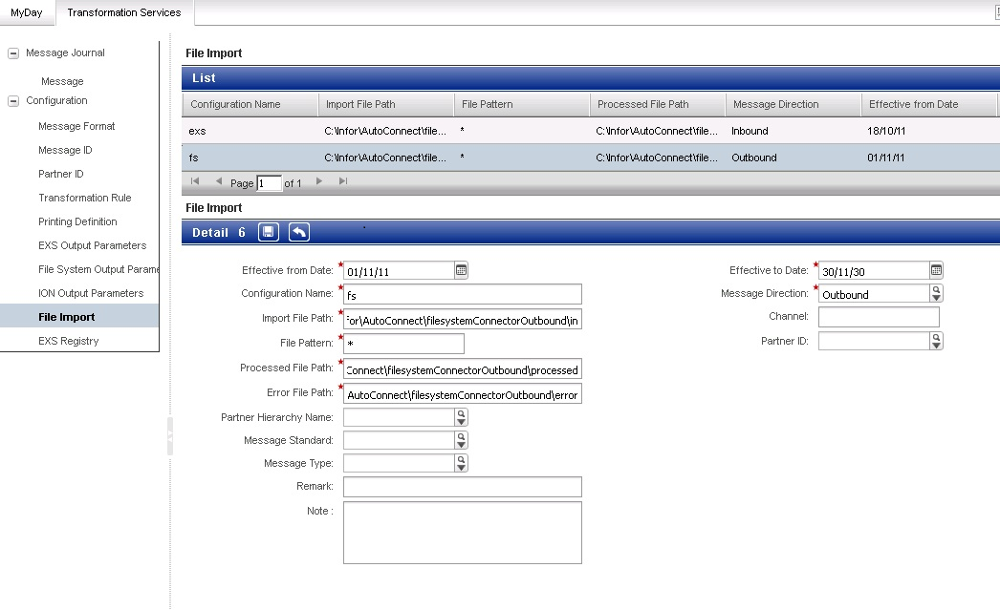 MyDay Transformation Services
Message Journal
Message
Configuration
Message Format
Message ID
Partner ID
Transformation Rule
Printing Definition
EXS Output Parameters
File System Output Parame
ION Output Parameters
File Import
EXS Registry
File Import
List
Configuration Name Import File Path File Pattern Processed File Path Message Direction Effective from Date
exs C:\Infor\AutoConnect\file... * C:\Infor\AutoConnect\file... Inbound 18/10/11
fs C:\Infor\AutoConnect\file... * C:\Infor\AutoConnect\file... Outbound 01/11/11
Page 1 of 1
File Import
Detail 6
*Effective from Date: 01/11/11 *Effective to Date: 30/11/30
Configuration Name: * fs Message Direction: * Outbound
Import File Path: * for\AutoConnect\filesystemConnectorOutbound\in Channel:
File Pattern: * * Partner ID:
Processed File Path: * Connect\filesystemConnectorOutbound\processed
Error File Path: * AutoConnect\filesystemConnectorOutbound\error
Partner Hierarchy Name:
Message Standard:
Message Type:
Remark:
Note :